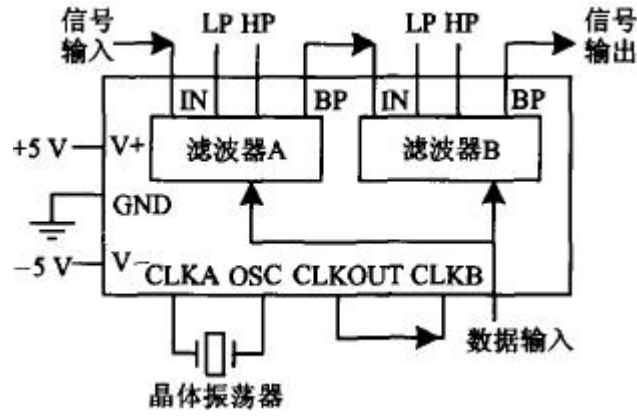 信号
输入
LP HP
LP HP
信号
输出
IN
BP
IN
BP
滤波器A
滤波器B
+5 V
V+
GND
-5 V
V-
CLKA OSC CLKOUT CLKB
晶体振荡器
数据输入